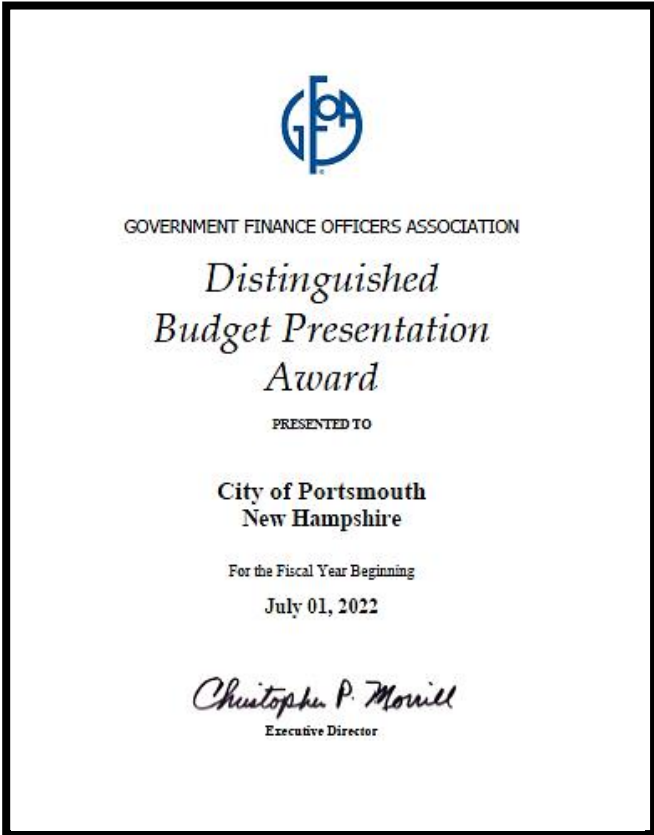 GFOA
GOVERNMENT FINANCE OFFICERS ASSOCIATION
Distinguished
Budget Presentation
Award
PRESENTED TO
City of Portsmouth
New Hampshire
For the Fiscal Year Beginning
July 01, 2022
Christopher P. Morrill
Executive Director